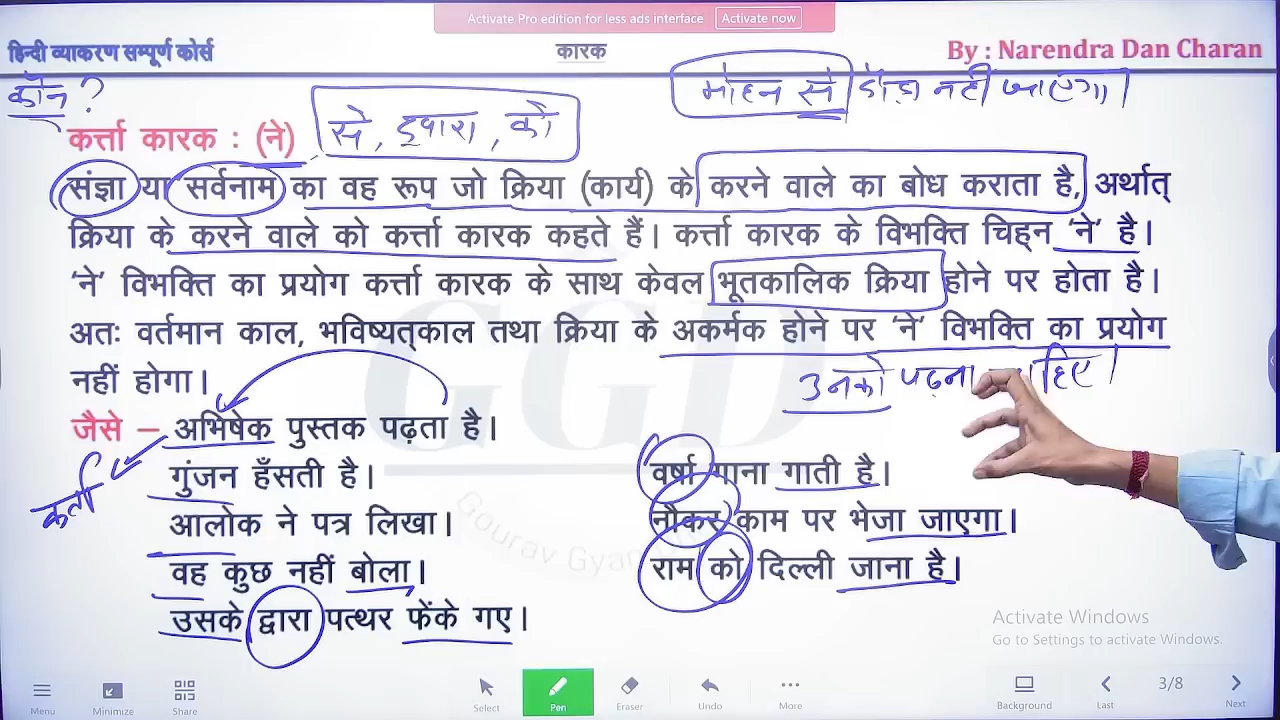 Activate Pro edition for less ads interface Activate now
हिन्दी व्याकरण सम्पूर्ण कोर्स
कारक
By : Narendra Dan Charan
कौन ?
मोहन से दौड़ा नहीं जाएगा।
कर्त्ता कारक : (ने) से, द्वारा, को
संज्ञा या सर्वनाम का वह रूप जो क्रिया (कार्य) के करने वाले का बोध कराता है, अर्थात्
क्रिया के करने वाले को कर्त्ता कारक कहते हैं। कर्त्ता कारक के विभक्ति चिह्न 'ने' है।
'ने' विभक्ति का प्रयोग कर्त्ता कारक के साथ केवल भूतकालिक क्रिया होने पर होता है।
अतः वर्तमान काल, भविष्यत्काल तथा क्रिया के अकर्मक होने पर 'ने' विभक्ति का प्रयोग
नहीं होगा।
उनको पढ़ना
जैसे – अभिषेक पुस्तक पढ़ता है।
कर्ता
गुंजन हँसती है।
वर्षा गाना गाती है।
आलोक ने पत्र लिखा।
नौकर काम पर भेजा जाएगा।
वह कुछ नहीं बोला।
राम को दिल्ली जाना है।
उसके द्वारा पत्थर फेंके गए।
GGD
Gourav Gyan
Activate Windows
Go to Settings to activate Windows.
Menu Minimize Share Select Pen Eraser Undo More Background Last 3/8 Next